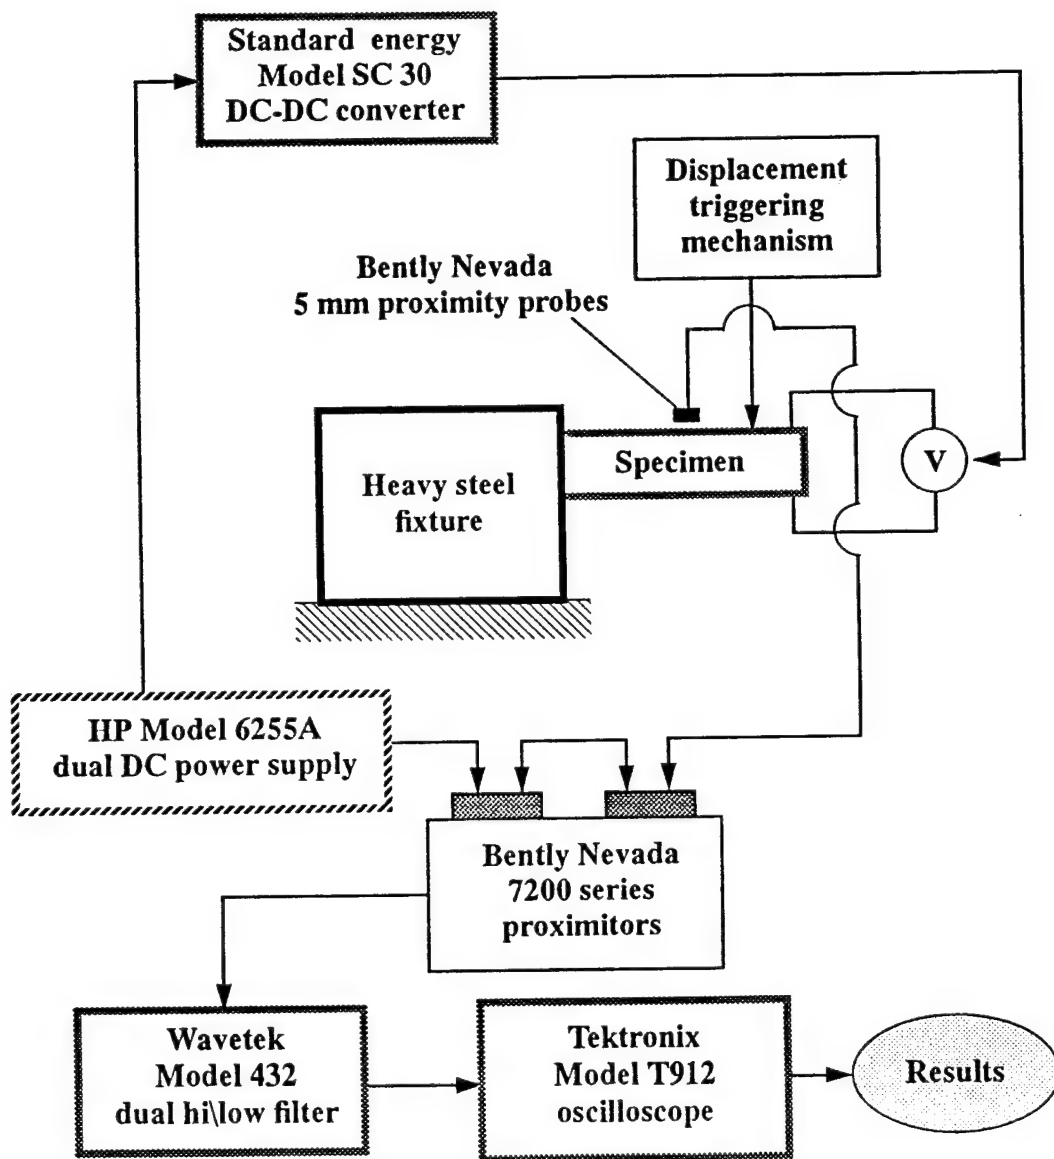 Standard energy
Model SC 30
DC-DC converter
Displacement
triggering
mechanism
Bently Nevada
5 mm proximity probes
Specimen
V
Heavy steel
fixture
HP Model 6255A
dual DC power supply
Bently Nevada
7200 series
proximitors
Wavetek
Model 432
dual hi\low filter
Tektronix
Model T912
oscilloscope
Results